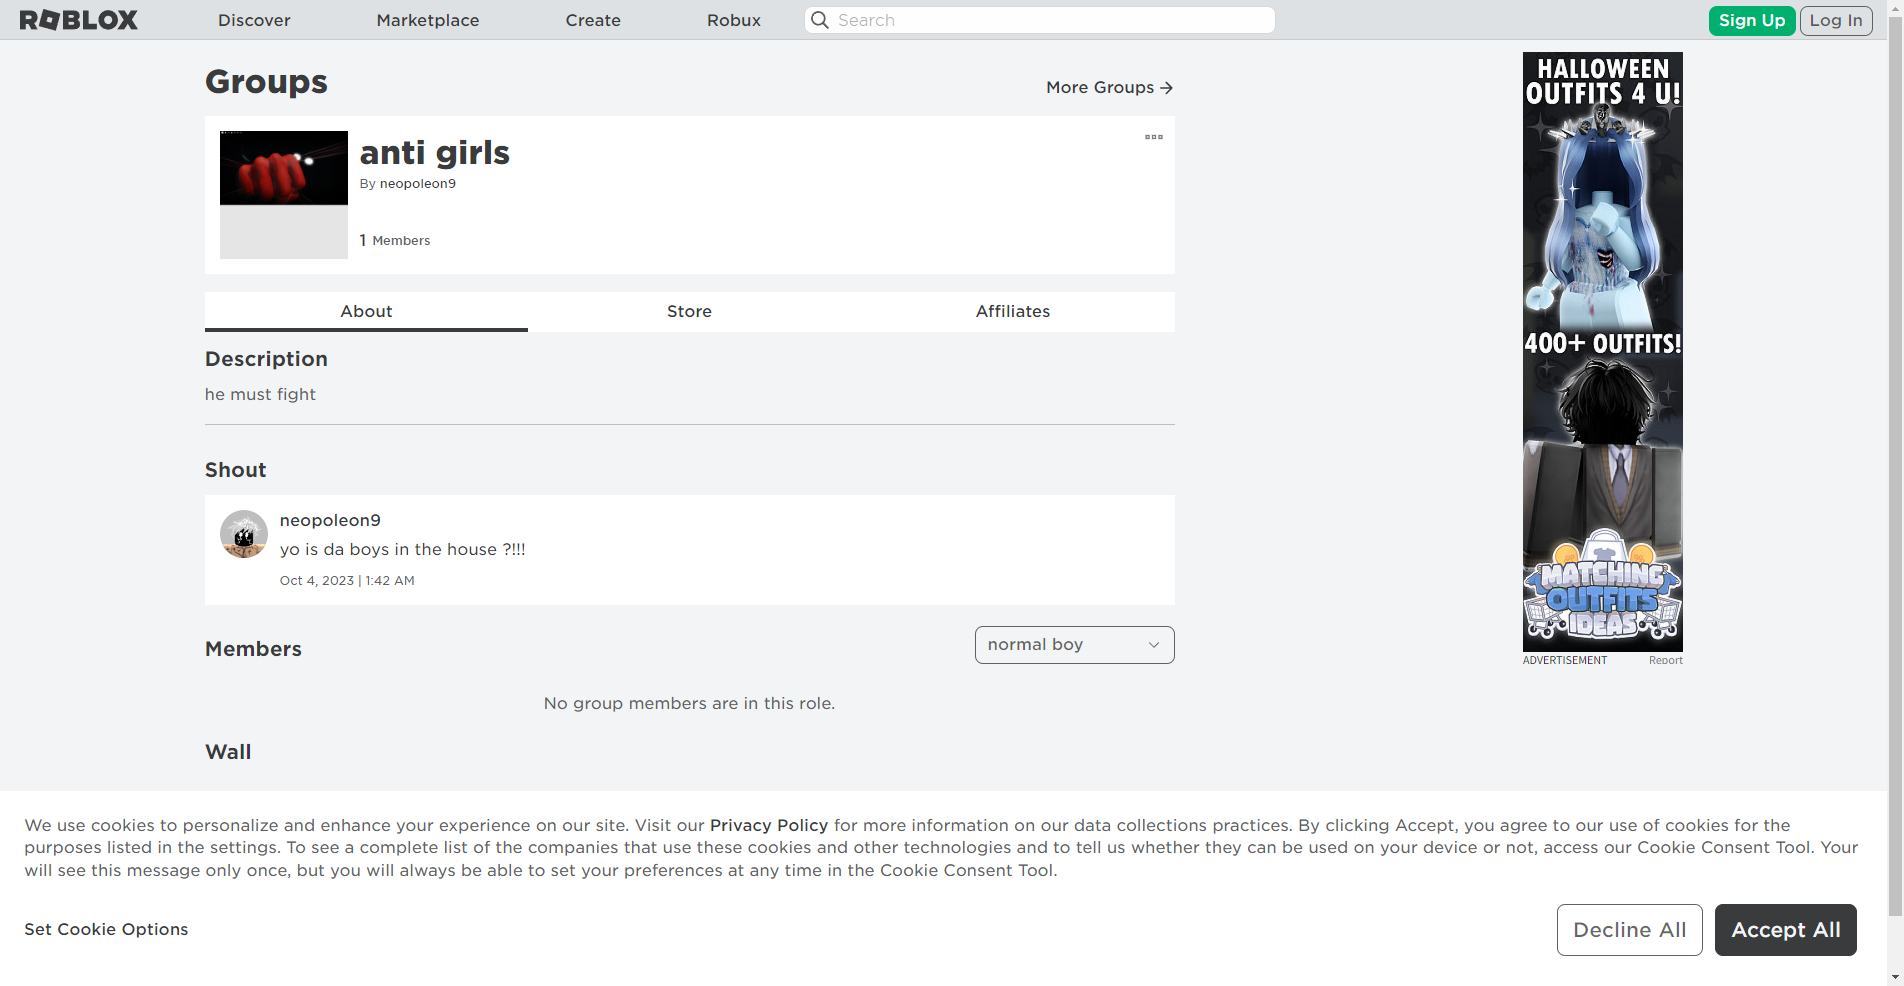 ROBLOX
Discover
Marketplace
Create
Robux
Search
Sign Up
Log In
Groups
More Groups
anti girls
By neopoleon9
1 Members
About
Store
Affiliates
Description
he must fight
Shout
neopoleon9
yo is da boys in the house ?!!!
Oct 4, 2023 | 1:42 AM
Members
normal boy
No group members are in this role.
Wall
HALLOWEEN
OUTFITS 4 U!
400+ OUTFITS!
MATCHING
OUTFITS
IDEAS
ADVERTISEMENT
Report
We use cookies to personalize and enhance your experience on our site. Visit our Privacy Policy for more information on our data collections practices. By clicking Accept, you agree to our use of cookies for the
purposes listed in the settings. To see a complete list of the companies that use these cookies and other technologies and to tell us whether they can be used on your device or not, access our Cookie Consent Tool. Your
will see this message only once, but you will always be able to set your preferences at any time in the Cookie Consent Tool.
Set Cookie Options
Decline All
Accept All